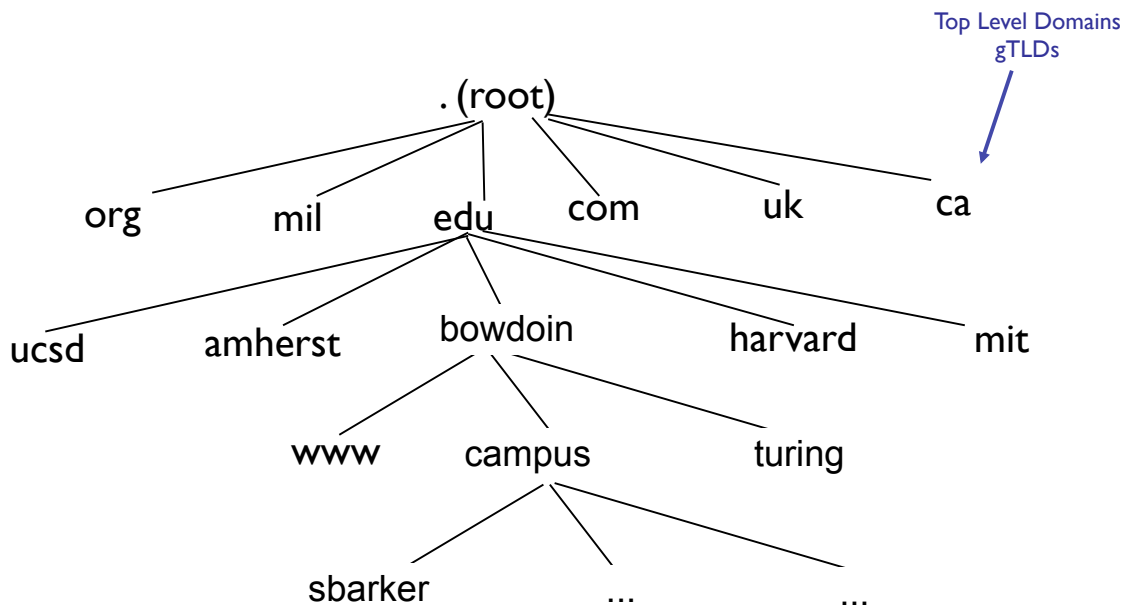 Top Level Domains
gTLDs
. (root)
org mil edu com uk ca
ucsd amherst bowdoin harvard mit
www campus turing
sbarker ... ...